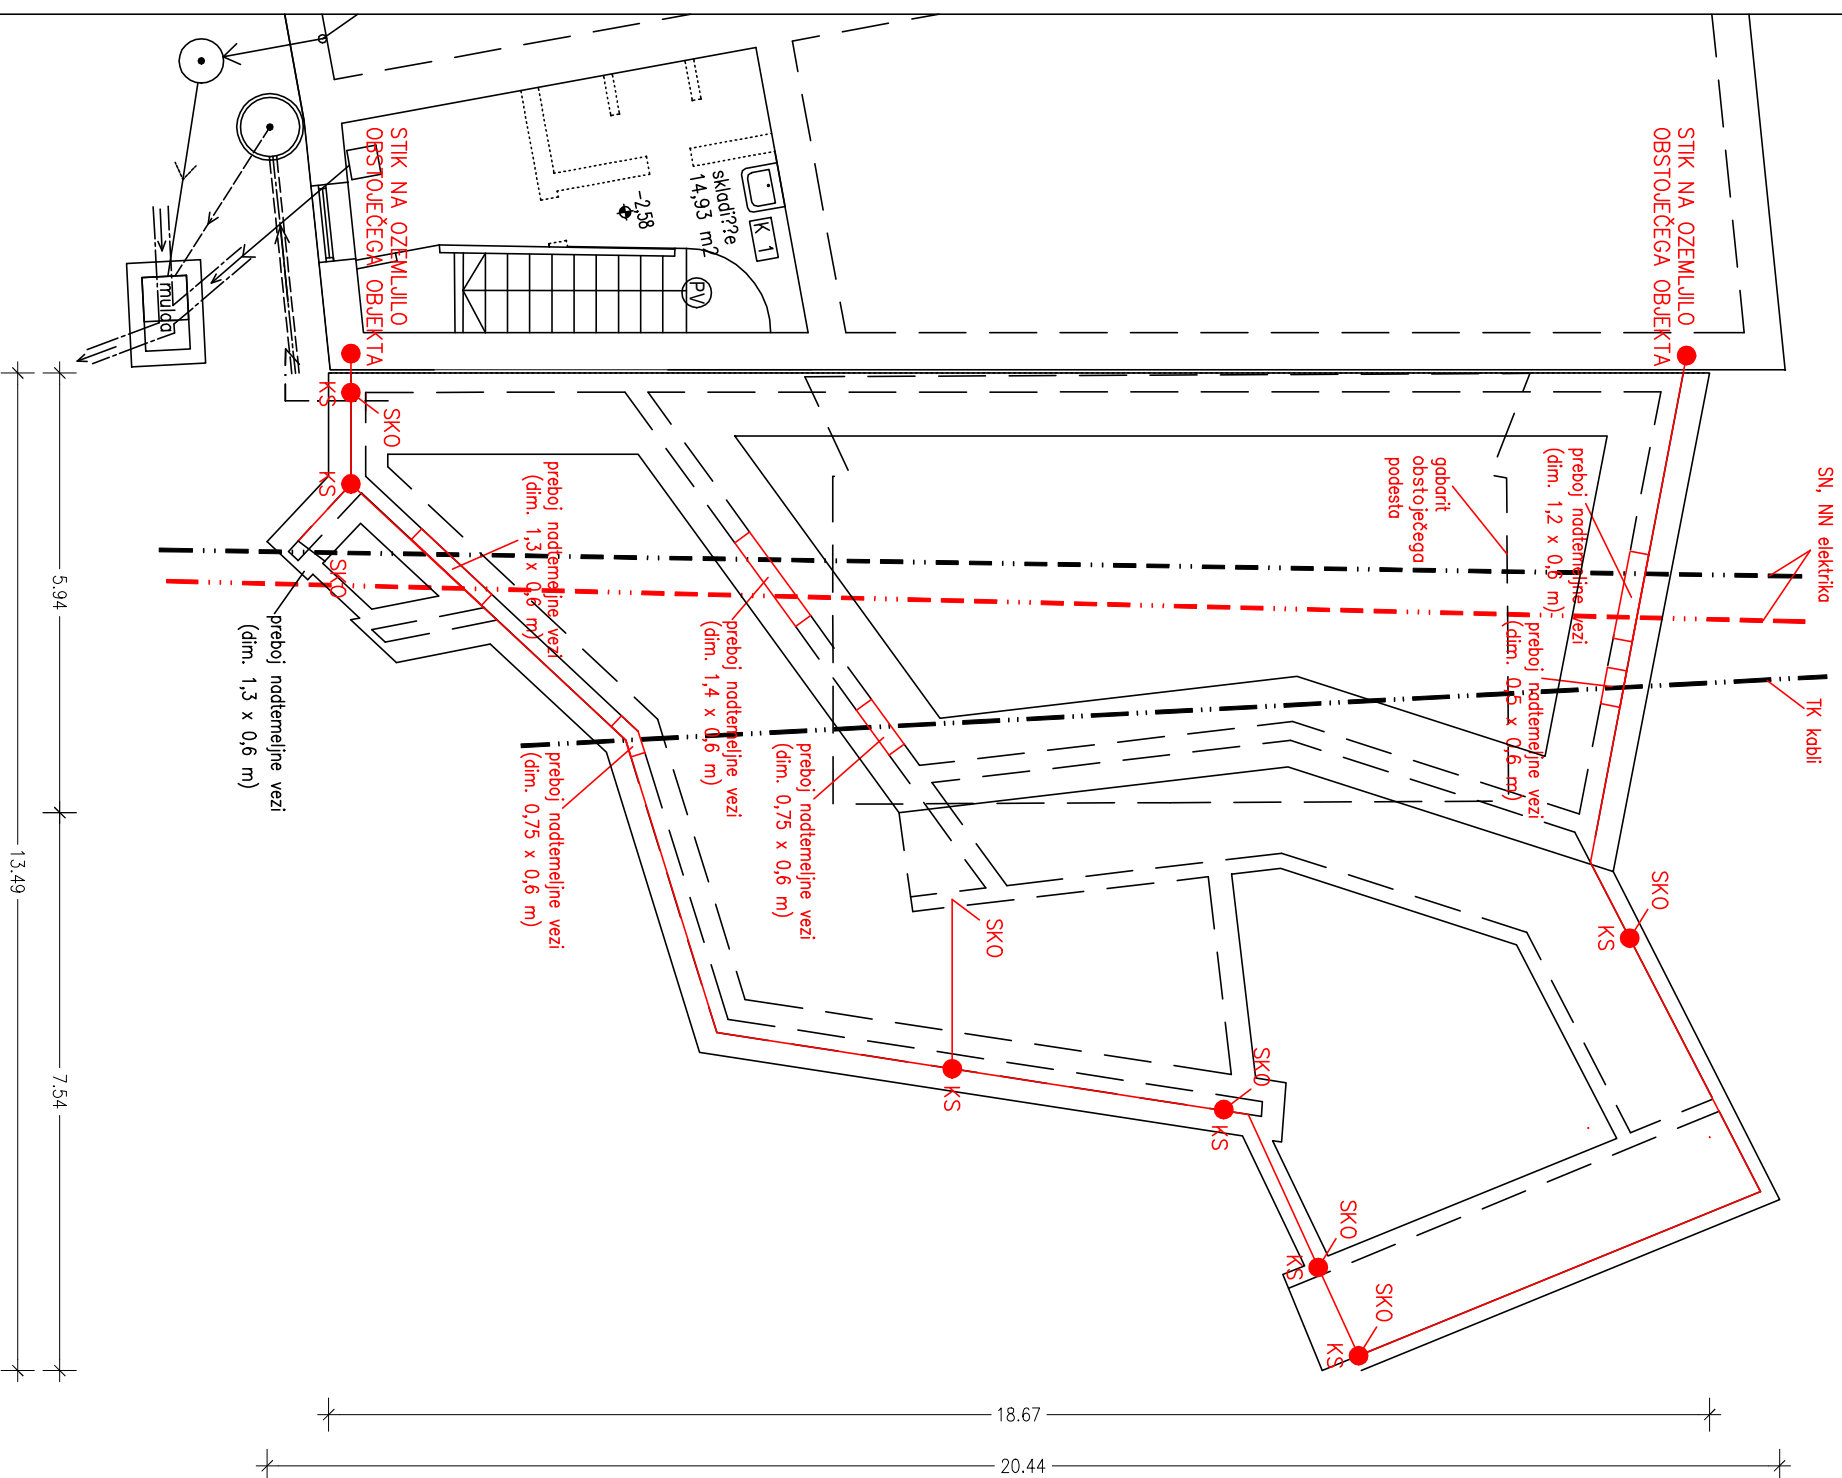 STIK NA OZEMLJILO
OBSTOJEČEGA OBJEKTA
STIK NA OZEMLJILO
OBSTOJEČEGA OBJEKTA
skladi??e
14,93 m2
-2,58
K 1
PV
mulda
KS
SKO
KS
SKO
preboj nadtemeljne vezi
(dim. 1,3 x 0,6 m)
preboj nadtemeljne vezi
(dim. 1,3 x 0,6 m)
preboj nadtemeljne vezi
(dim. 1,4 x 0,6 m)
preboj nadtemeljne vezi
(dim. 0,75 x 0,6 m)
preboj nadtemeljne vezi
(dim. 0,75 x 0,6 m)
gabarit
obstoječega
podesta
preboj nadtemeljne vezi
(dim. 1,2 x 0,6 m)
preboj nadtemeljne vezi
(dim. 0,5 x 0,6 m)
SN, NN elektrika
TK kabli
SKO
KS
SKO
KS
SKO
KS
SKO
KS
SKO
KS
5.94
13.49
7.54
18.67
20.44